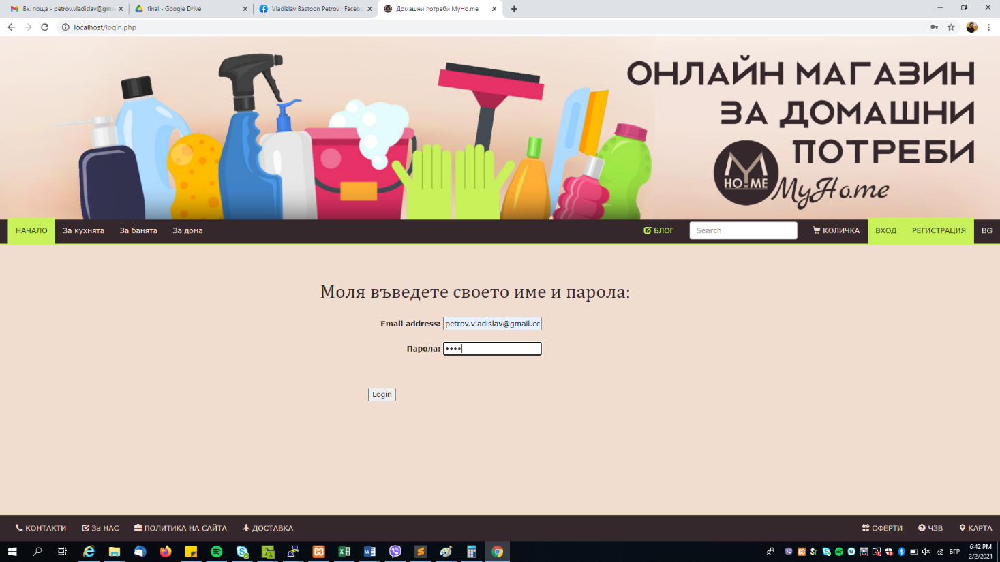 Вх. поща - petrov.vladislav@gma
final - Google Drive
Vladislav Bastoon Petrov | Facebo
Домашни потреби MyHo.me
localhost/login.php
ОНЛАЙН МАГАЗИН
ЗА ДОМАШНИ
ПОТРЕБИ
MY
HO.ME
MyHo.me
НАЧАЛО
За кухнята
За банята
За дома
БЛОГ
Search
КОЛИЧКА
ВХОД
РЕГИСТРАЦИЯ
BG
Моля въведете своето име и парола:
Email address: petrov.vladislav@gmail.cc
Парола: ••••
Login
КОНТАКТИ
За НАС
ПОЛИТИКА НА САЙТА
ДОСТАВКА
ОФЕРТИ
ЧЗВ
КАРТА
БГР
6:42 PM
2/2/2021